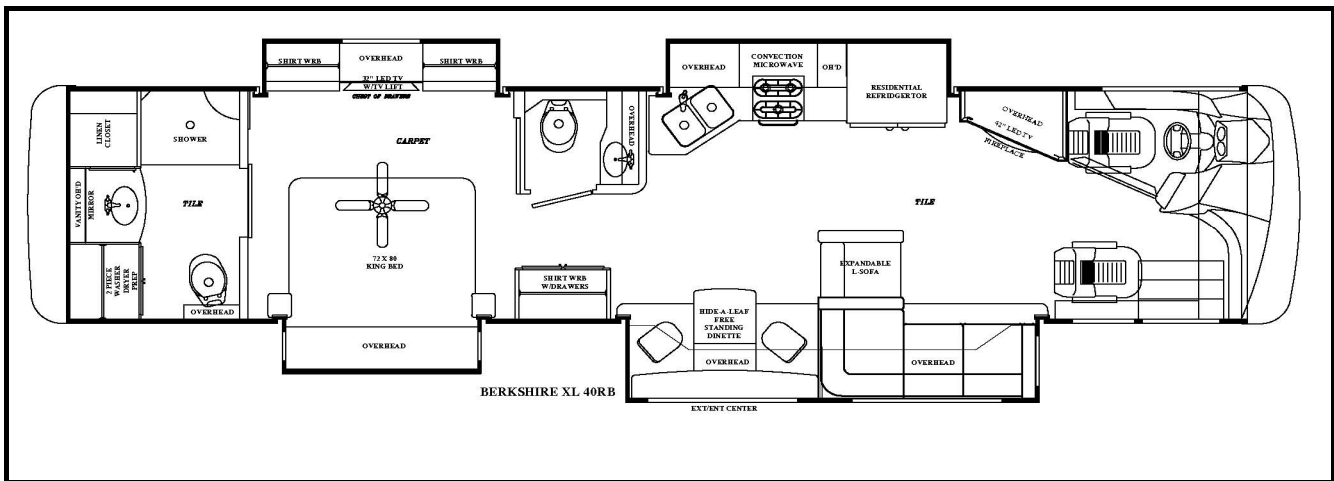 SHIRT WRB
OVERHEAD
SHIRT WRB
32" LED TV
W/TV LIFT
CHEST OF DRAWERS
OVERHEAD
CONVECTION
MICROWAVE
OH'D
RESIDENTIAL
REFRIDGERTOR
LINEN
CLOSET
SHOWER
CARPET
OVERHEAD
OVERHEAD
42" LED TV
FIREPLACE
VANITY OH'D
MIRROR
TILE
TILE
72 X 80
KING BED
2 PIECE
WASHER
DRYER
PREP
OVERHEAD
SHIRT WRB
W/DRAWERS
EXPANDABLE
L-SOFA
HIDE-A-LEAF
FREE
STANDING
DINETTE
OVERHEAD
OVERHEAD
OVERHEAD
BERKSHIRE XL 40RB
EXT/ENT CENTER